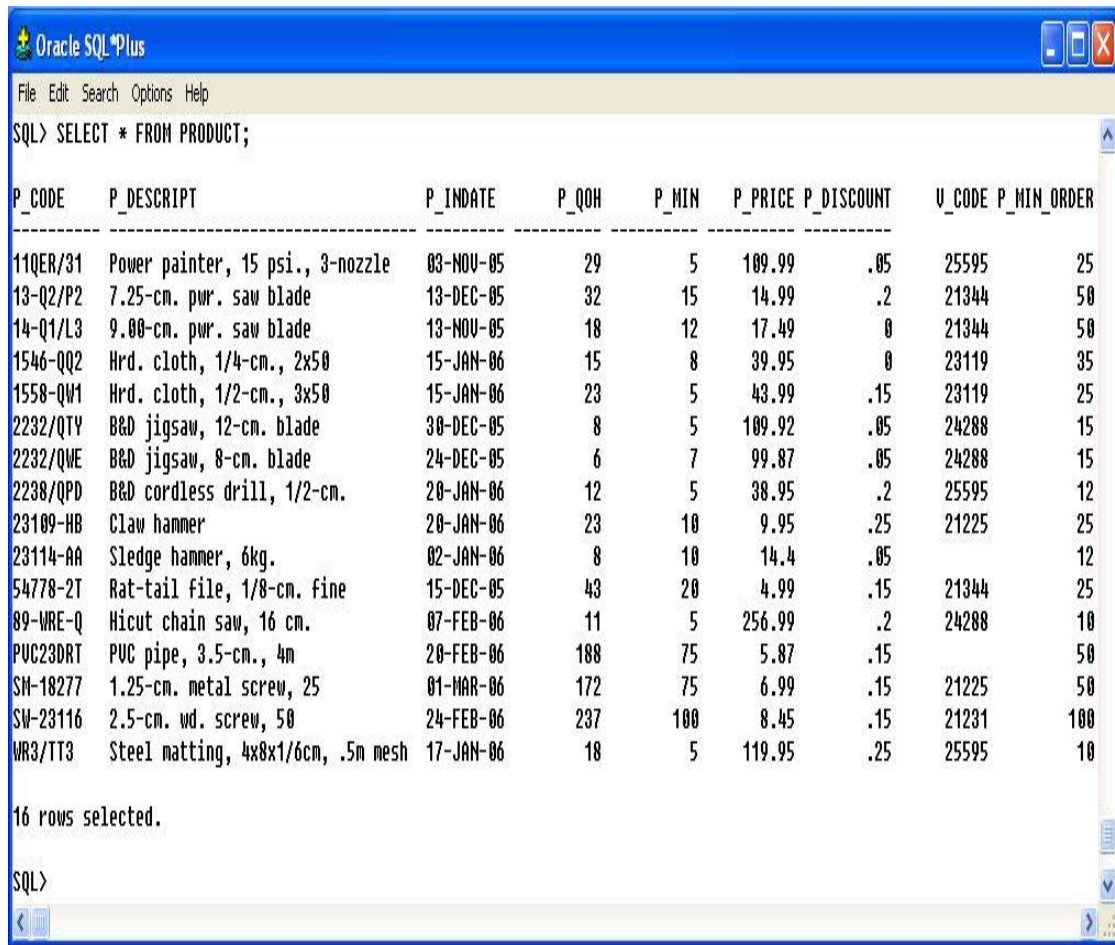 Oracle SQL*Plus
File Edit Search Options Help
SQL> SELECT * FROM PRODUCT;
P_CODE P_DESCRIPT P_INDATE P_QOH P_MIN P_PRICE P_DISCOUNT V_CODE P_MIN_ORDER
---------- ----------------------------------- --------- ---------- ---------- ---------- ----------
11QER/31 Power painter, 15 psi., 3-nozzle 03-NOV-05 29 5 109.99 .05 25595 25
13-Q2/P2 7.25-cm. pwr. saw blade 13-DEC-05 32 15 14.99 .2 21344 50
14-Q1/L3 9.00-cm. pwr. saw blade 13-NOV-05 18 12 17.49 0 21344 50
1546-QQ2 Hrd. cloth, 1/4-cm., 2x50 15-JAN-06 15 8 39.95 0 23119 35
1558-QW1 Hrd. cloth, 1/2-cm., 3x50 15-JAN-06 23 5 43.99 .15 23119 25
2232/QTY B&D jigsaw, 12-cm. blade 30-DEC-05 8 5 109.92 .05 24288 15
2232/QWE B&D jigsaw, 8-cm. blade 24-DEC-05 6 7 99.87 .05 24288 15
2238/QPD B&D cordless drill, 1/2-cm. 20-JAN-06 12 5 38.95 .2 25595 12
23109-HB Claw hammer 20-JAN-06 23 10 9.95 .25 21225 25
23114-AA Sledge hammer, 6kg. 02-JAN-06 8 10 14.4 .05 12
54778-2T Rat-tail file, 1/8-cm. fine 15-DEC-05 43 20 4.99 .15 21344 25
89-WRE-Q Hicut chain saw, 16 cm. 07-FEB-06 11 5 256.99 .2 24288 10
PVC23DRT PVC pipe, 3.5-cm., 4m 20-FEB-06 188 75 5.87 .15 50
SM-18277 1.25-cm. metal screw, 25 01-MAR-06 172 75 6.99 .15 21225 50
SW-23116 2.5-cm. wd. screw, 50 24-FEB-06 237 100 8.45 .15 21231 100
WR3/TT3 Steel matting, 4x8x1/6cm, .5m mesh 17-JAN-06 18 5 119.95 .25 25595 10
16 rows selected.
SQL>